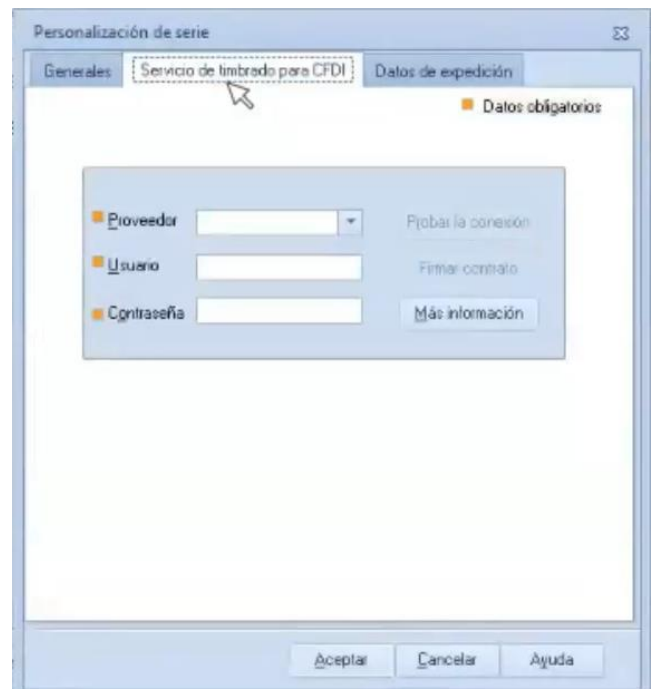 Personalización de serie
Generales Servicio de timbrado para CFDI Datos de expedición
Datos obligatorios
Proveedor Probar la conexión
Usuario Firmar contrato
Contraseña Más información
Aceptar Cancelar Ayuda